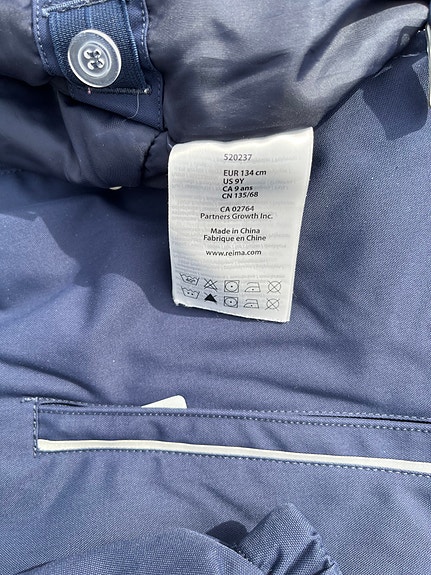 520237
EUR 134 cm
US 9Y
CA 9 ans
CN 135/68
CA 02764
Partners Growth Inc.
Made in China
Fabrique en Chine
www.reima.com